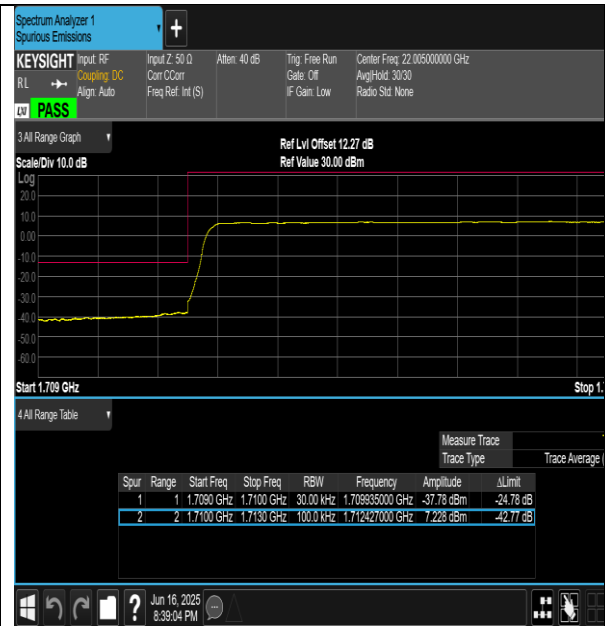 Spectrum Analyzer 1
Spurious Emissions
+
KEYSIGHT Input: RF Input Z: 50 Ω Atten: 40 dB Trig: Free Run Center Freq: 22.005000000 GHz
RL Coupling: DC Corr CCorr Gate: Off Avg|Hold: 30/30
Align: Auto Freq Ref: Int (S) IF Gain: Low Radio Std: None
LXI PASS
3 All Range Graph
Ref Lvl Offset 12.27 dB
Scale/Div 10.0 dB Ref Value 30.00 dBm
Log
20.0
10.0
0.00
-10.0
-20.0
-30.0
-40.0
-50.0
-60.0
Start 1.709 GHz Stop 1.
4 All Range Table
Measure Trace
Trace Type Trace Average (
Spur Range Start Freq Stop Freq RBW Frequency Amplitude ΔLimit
1 1 1.7090 GHz 1.7100 GHz 30.00 kHz 1.709935000 GHz -37.78 dBm -24.78 dB
2 2 1.7100 GHz 1.7130 GHz 100.0 kHz 1.712427000 GHz 7.228 dBm -42.77 dB
? Jun 16, 2025
8:39:04 PM